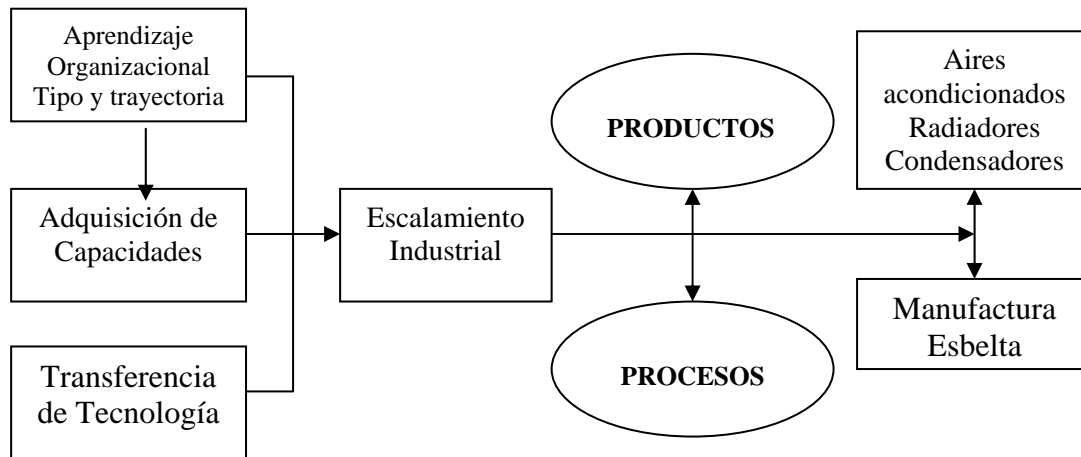 Aprendizaje
Organizacional
Tipo y trayectoria
Adquisición de
Capacidades
Transferencia
de Tecnología
Escalamiento
Industrial
PRODUCTOS
PROCESOS
Aires
acondicionados
Radiadores
Condensadores
Manufactura
Esbelta